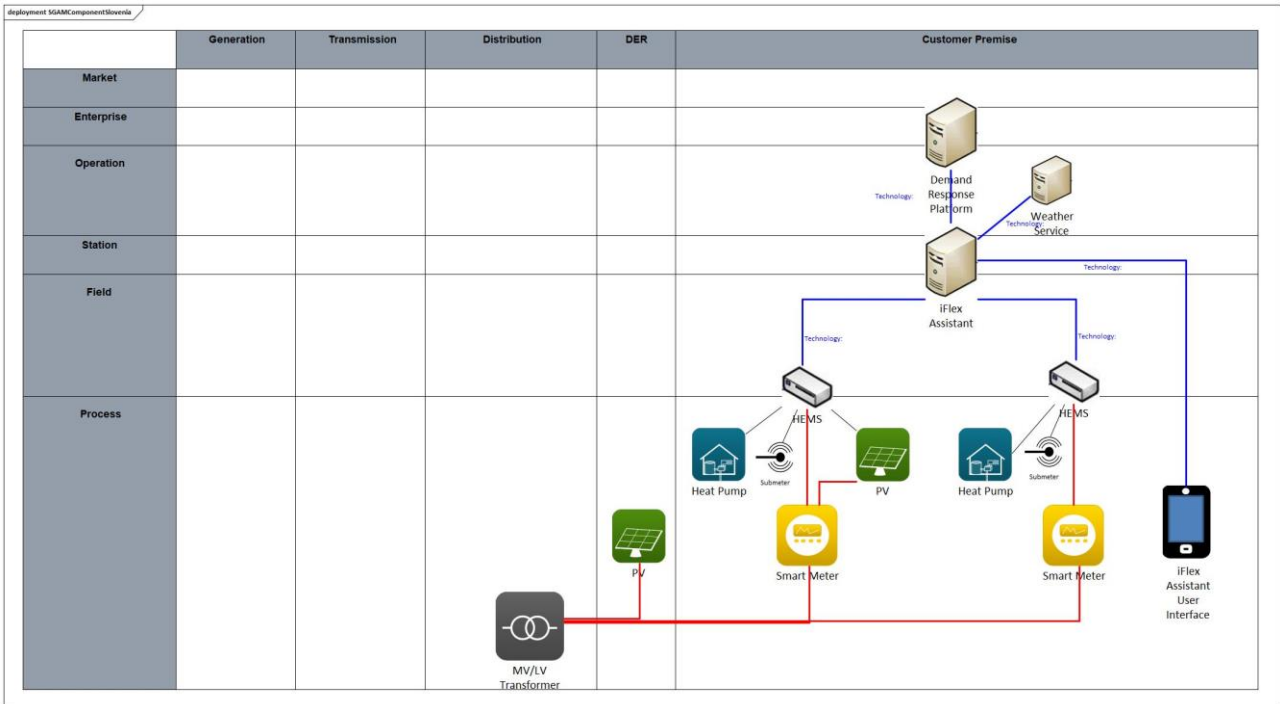 deployment SGAMComponentSlovenia
Generation
Transmission
Distribution
DER
Customer Premise
Market
Enterprise
Operation
Demand
Response
Platform
Technology:
Weather
Service
Technology:
Station
Technology:
Field
iFlex
Assistant
Technology:
Technology:
Process
HEMS
HEMS
Heat Pump
Submeter
PV
Heat Pump
Submeter
PV
Smart Meter
Smart Meter
iFlex
Assistant
User
Interface
MV/LV
Transformer